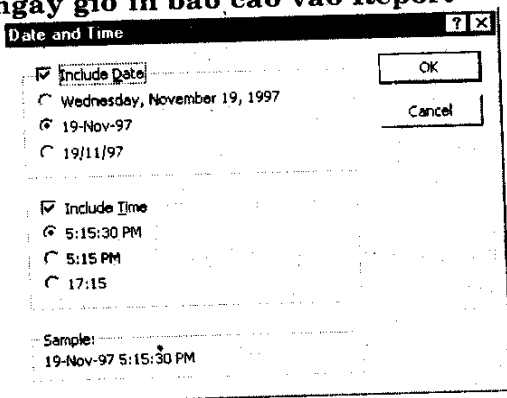 ngày giờ in báo cáo vào Report
Date and Time
? X
Include Date
OK
Wednesday, November 19, 1997
Cancel
19-Nov-97
19/11/97
Include Time
5:15:30 PM
5:15 PM
17:15
Sample:
19-Nov-97 5:15:30 PM